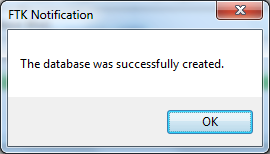 FTK Notification
The database was successfully created.
OK